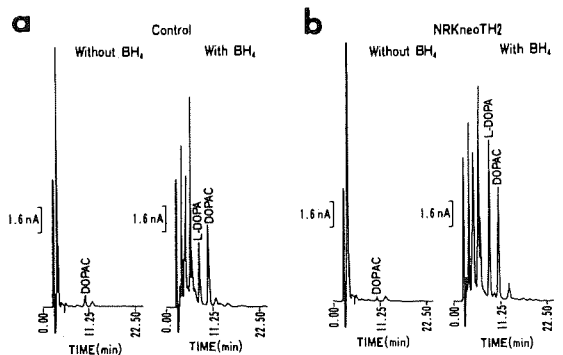 a
Control
Without BH₄
With BH₄
1.6 nA
1.6 nA
DOPAC
L-DOPA
DOPAC
0.00
11.25
22.50
0.00
11.25
22.50
TIME(min)
TIME(min)
b
NRKneoTH2
Without BH₄
With BH₄
1.6 nA
1.6 nA
DOPAC
L-DOPA
DOPAC
0.00
11.25
22.50
0.00
11.25
22.50
TIME(min)
TIME(min)